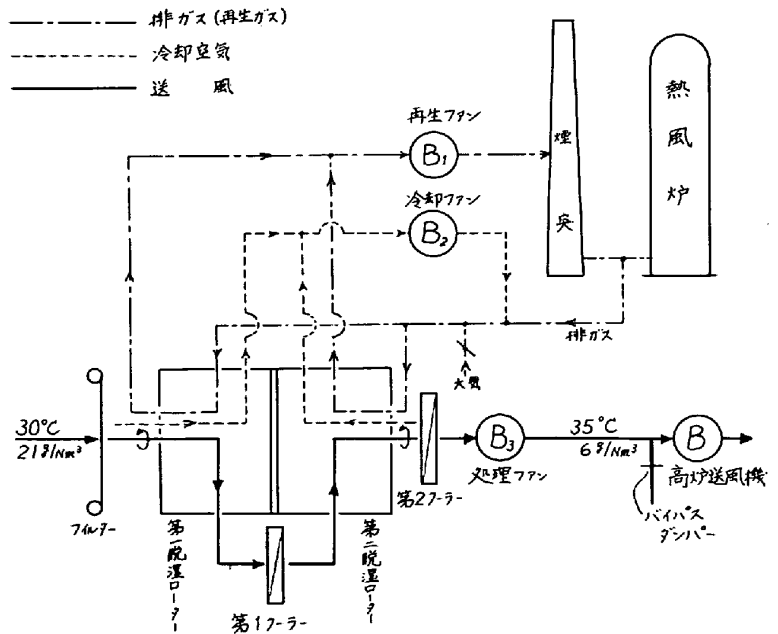 排ガス(再生ガス)
冷却空気
送風
再生ファン
B₁
冷却ファン
B₂
煙突
熱風炉
排ガス
大気
30°C
21g/Nm³
フィルター
第一脱湿ローター
第1クーラー
第二脱湿ローター
第2クーラー
B₃
処理ファン
35°C
6g/Nm³
B
高炉送風機
バイパス
ダンパー